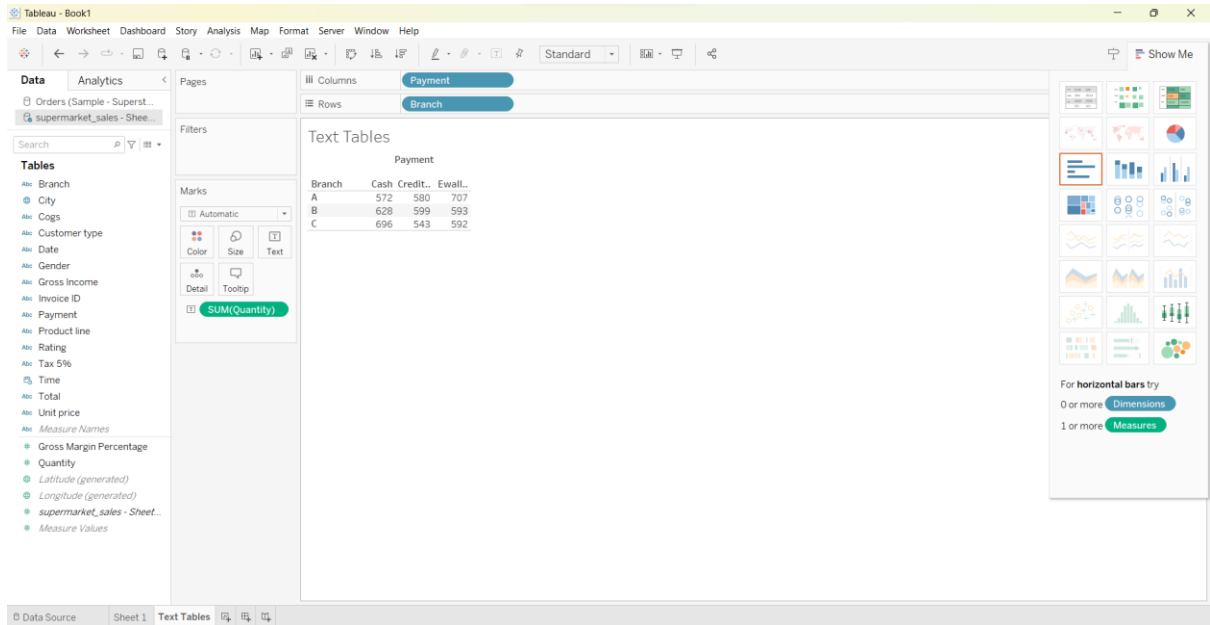 Tableau - Book1
File Data Worksheet Dashboard Story Analysis Map Format Server Window Help
Standard
Show Me
Data Analytics
Orders (Sample - Superst...
supermarket_sales - Shee...
Search
Tables
Branch
City
Cogs
Customer type
Date
Gender
Gross Income
Invoice ID
Payment
Product line
Rating
Tax 5%
Time
Total
Unit price
Measure Names
Gross Margin Percentage
Quantity
Latitude (generated)
Longitude (generated)
supermarket_sales - Sheet...
Measure Values
Pages
Filters
Marks
Automatic
Color Size Text
Detail Tooltip
SUM(Quantity)
Columns Payment
Rows Branch
Text Tables
Payment
Branch Cash Credit.. Ewall..
A 572 580 707
B 628 599 593
C 696 543 592
For horizontal bars try
0 or more Dimensions
1 or more Measures
Data Source Sheet 1 Text Tables